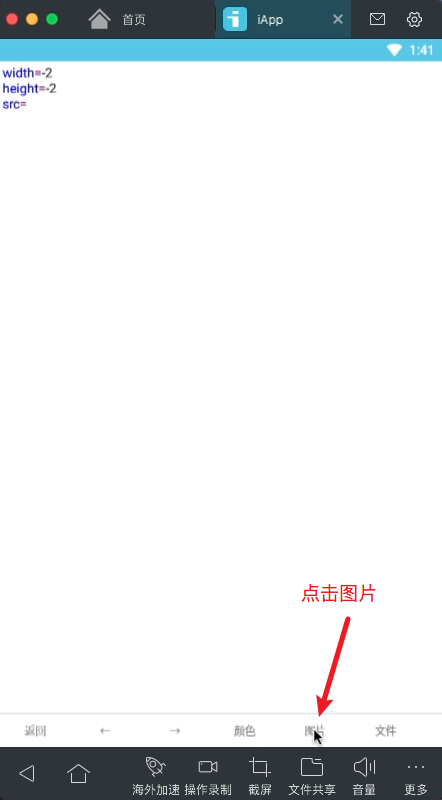 首页
iApp
1:41
width=-2
height=-2
src=
点击图片
返回
←
→
颜色
图片
文件
海外加速
操作录制
截屏
文件共享
音量
更多